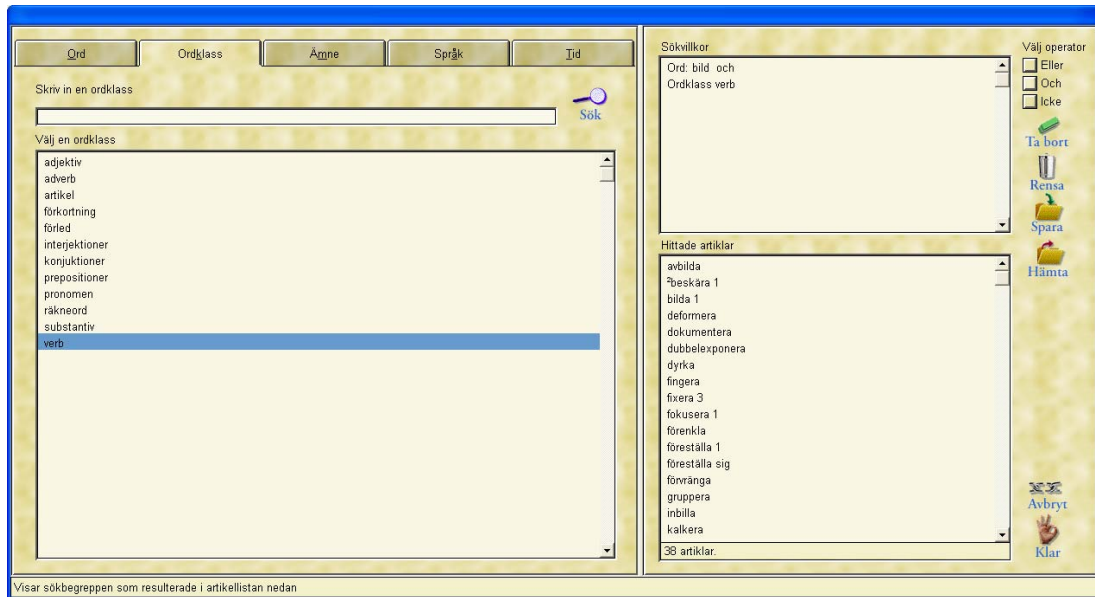 Ord
Ordklass
Ämne
Språk
Tid
Skriv in en ordklass
Sök
Välj en ordklass
adjektiv
adverb
artikel
förkortning
förled
interjektioner
konjuktioner
prepositioner
pronomen
räkneord
substantiv
verb
Sökvillkor
Ord: bild och
Ordklass verb
Välj operator
Eller
Och
Icke
Ta bort
Rensa
Spara
Hämta
Hittade artiklar
avbilda
²beskära 1
bilda 1
deformera
dokumentera
dubbelexponera
dyrka
fingera
fixera 3
fokusera 1
förenkla
föreställa 1
föreställa sig
förvränga
gruppera
inbilla
kalkera
38 artiklar.
Avbryt
Klar
Visar sökbegreppen som resulterade i artikellistan nedan